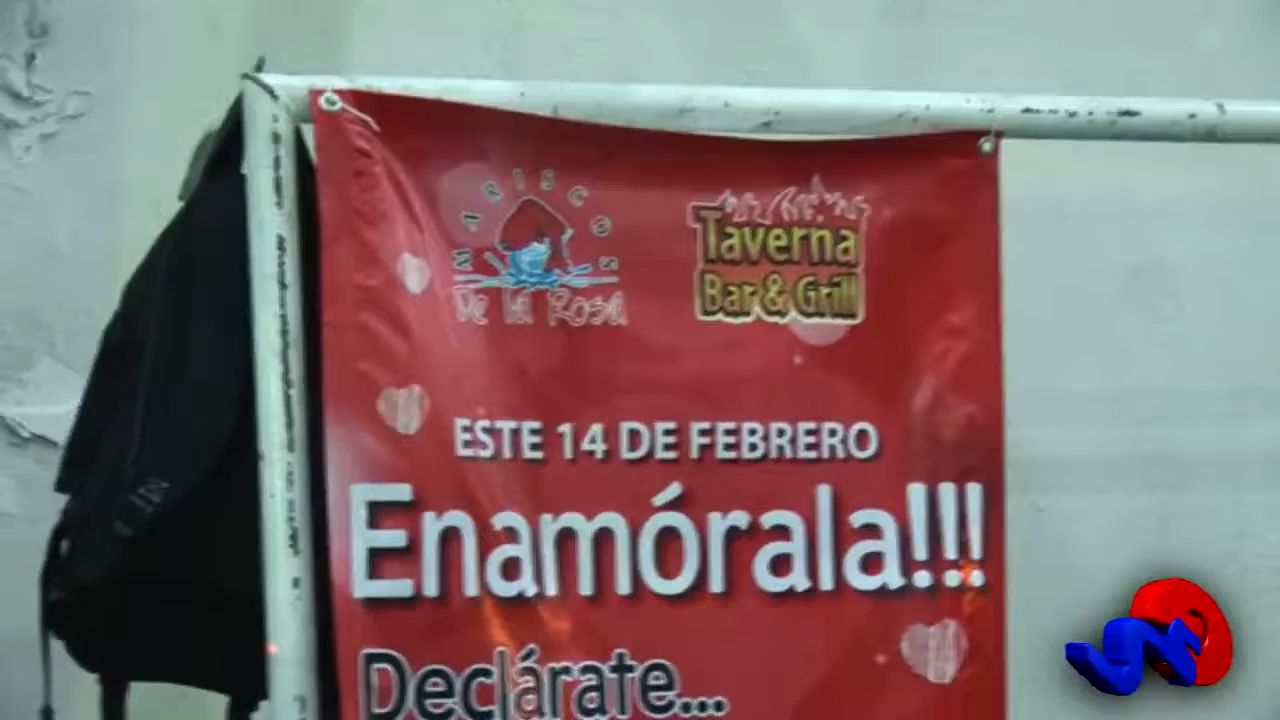 MARISCOS
De la Rosa
Taverna
Bar & Grill
ESTE 14 DE FEBRERO
Enamórala!!!
Declárate...